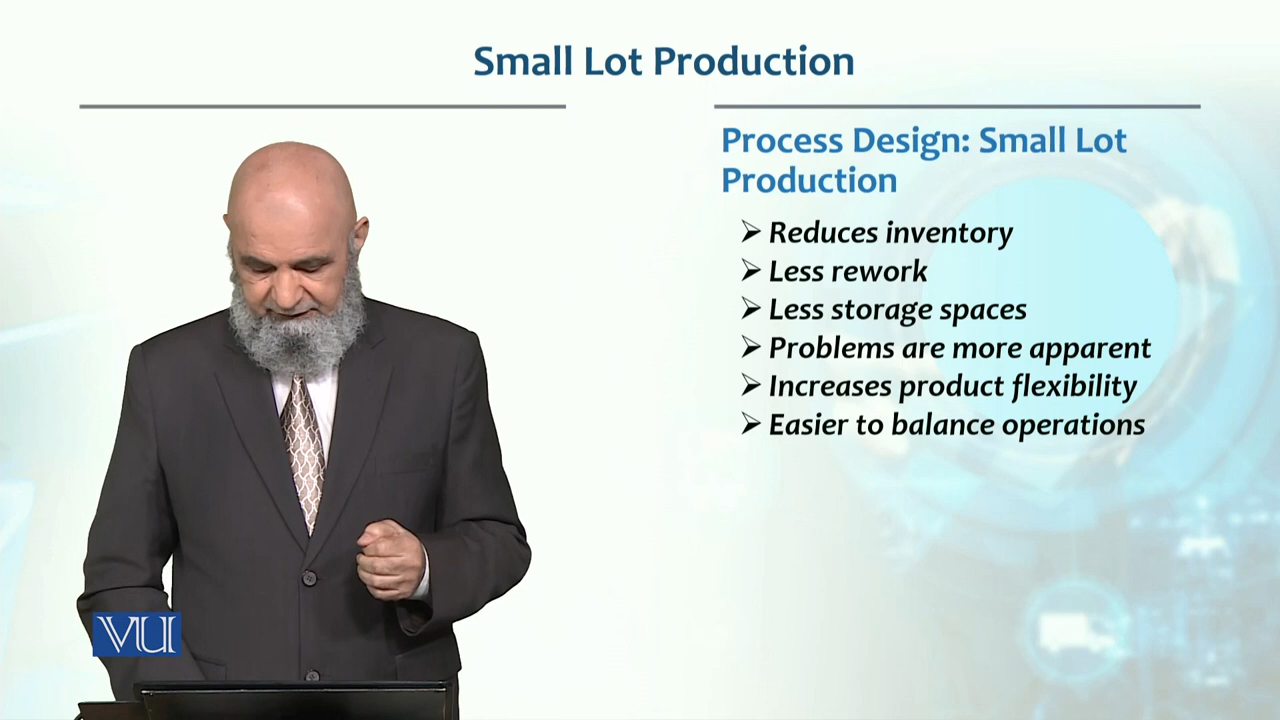 Small Lot Production
Process Design: Small Lot
Production
➢ Reduces inventory
➢ Less rework
➢ Less storage spaces
➢ Problems are more apparent
➢ Increases product flexibility
➢ Easier to balance operations
VU